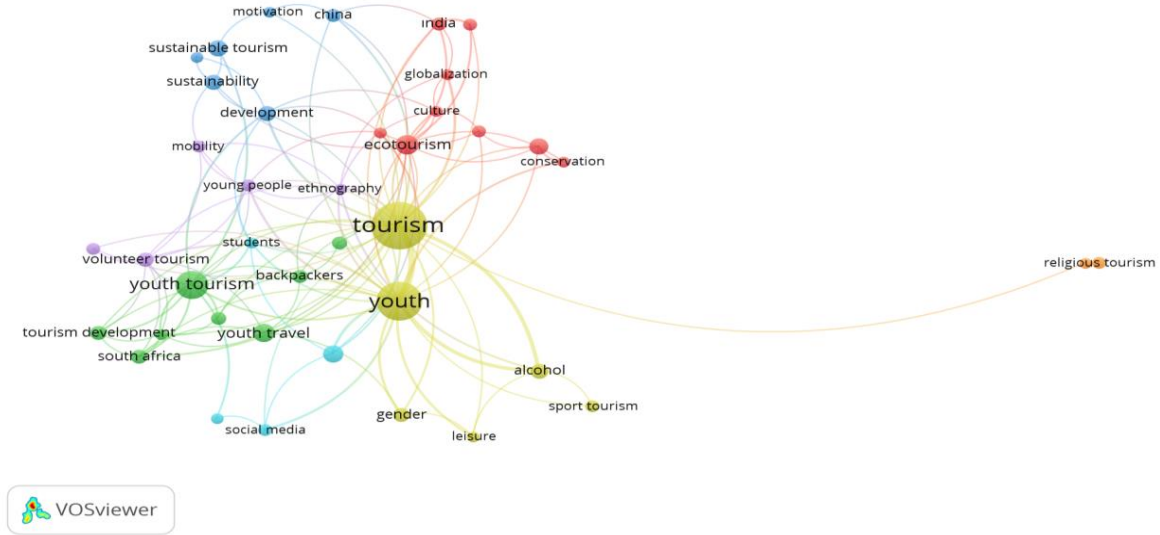 motivation
china
india
sustainable tourism
globalization
sustainability
culture
development
ecotourism
mobility
conservation
young people
ethnography
tourism
students
volunteer tourism
religious tourism
backpackers
youth tourism
youth
tourism development
youth travel
south africa
alcohol
sport tourism
gender
social media
leisure
VOSviewer